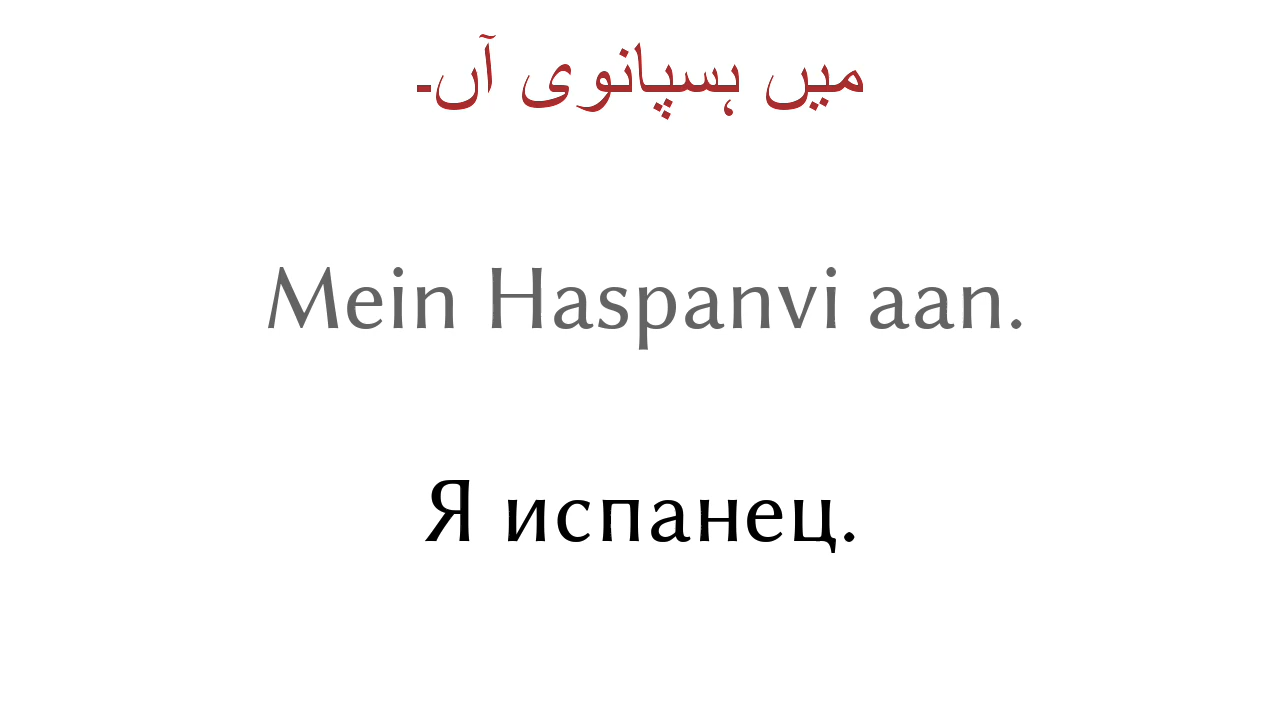 میں ہسپانوی آں۔
Mein Haspanvi aan.
Я испанец.